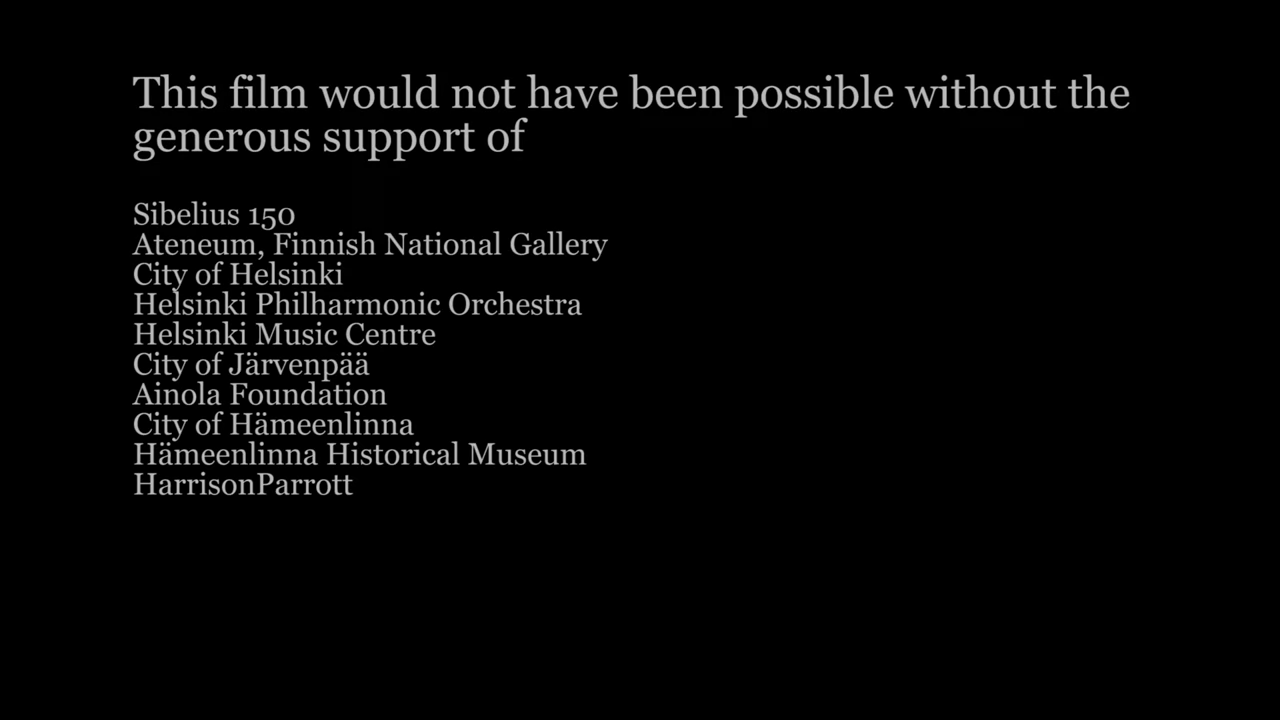 This film would not have been possible without the
generous support of
Sibelius 150
Ateneum, Finnish National Gallery
City of Helsinki
Helsinki Philharmonic Orchestra
Helsinki Music Centre
City of Järvenpää
Ainola Foundation
City of Hämeenlinna
Hämeenlinna Historical Museum
HarrisonParrott